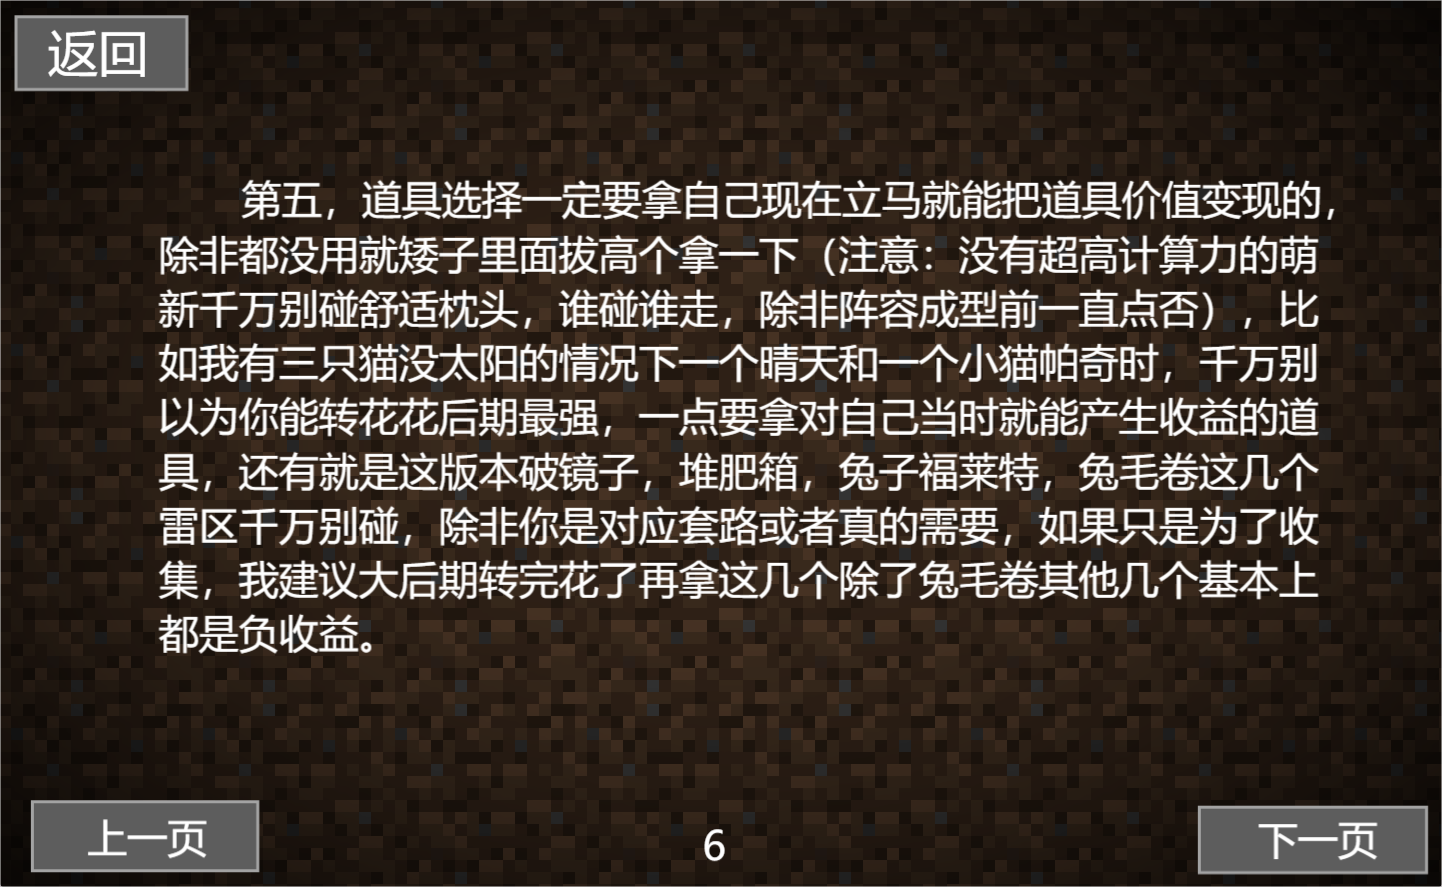 返回
第五，道具选择一定要拿自己现在立马就能把道具价值变现的，
除非都没用就矮子里面拔高个拿一下（注意：没有超高计算力的萌
新千万别碰舒适枕头，谁碰谁走，除非阵容成型前一直点否），比
如我有三只猫没太阳的情况下一个晴天和一个小猫帕奇时，千万别
以为你能转花花后期最强，一点要拿对自己当时就能产生收益的道
具，还有就是这版本破镜子，堆肥箱，兔子福莱特，兔毛卷这几个
雷区千万别碰，除非你是对应套路或者真的需要，如果只是为了收
集，我建议大后期转完花了再拿这几个除了兔毛卷其他几个基本上
都是负收益。
上一页
6
下一页